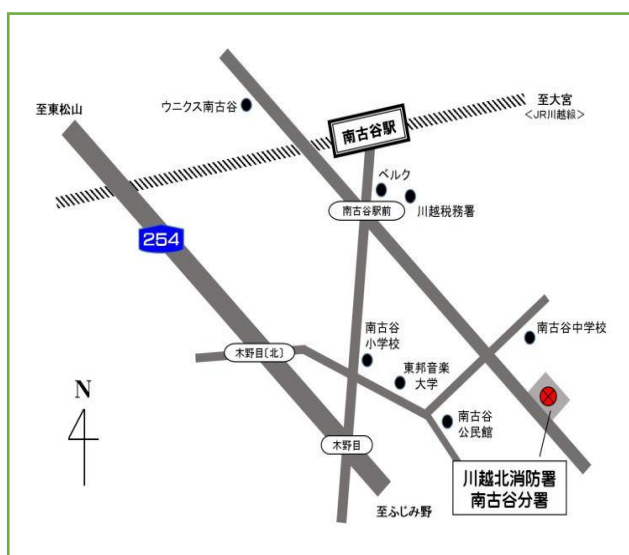 至東松山
ウニクス南古谷
南古谷駅
至大宮
<JR川越線>
ベルク
南古谷駅前
川越税務署
254
南古谷
小学校
南古谷中学校
木野目〔北〕
東邦音楽
大学
N
南古谷
公民館
木野目
川越北消防署
南古谷分署
至ふじみ野